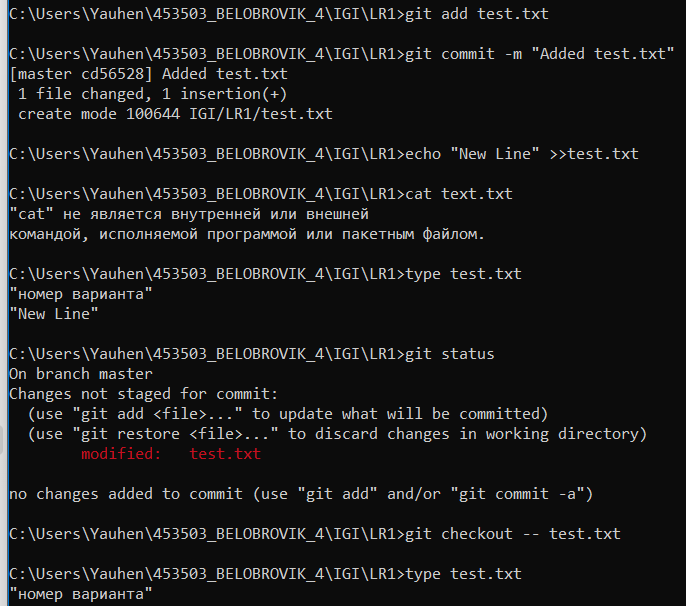 C:\Users\Yauhen\453503_BELOBROVIK_4\IGI\LR1>git add test.txt
C:\Users\Yauhen\453503_BELOBROVIK_4\IGI\LR1>git commit -m "Added test.txt"
[master cd56528] Added test.txt
 1 file changed, 1 insertion(+)
 create mode 100644 IGI/LR1/test.txt
C:\Users\Yauhen\453503_BELOBROVIK_4\IGI\LR1>echo "New Line" >>test.txt
C:\Users\Yauhen\453503_BELOBROVIK_4\IGI\LR1>cat text.txt
"cat" не является внутренней или внешней
командой, исполняемой программой или пакетным файлом.
C:\Users\Yauhen\453503_BELOBROVIK_4\IGI\LR1>type test.txt
"номер варианта"
"New Line"
C:\Users\Yauhen\453503_BELOBROVIK_4\IGI\LR1>git status
On branch master
Changes not staged for commit:
  (use "git add <file>..." to update what will be committed)
  (use "git restore <file>..." to discard changes in working directory)
        modified:   test.txt
no changes added to commit (use "git add" and/or "git commit -a")
C:\Users\Yauhen\453503_BELOBROVIK_4\IGI\LR1>git checkout -- test.txt
C:\Users\Yauhen\453503_BELOBROVIK_4\IGI\LR1>type test.txt
"номер варианта"